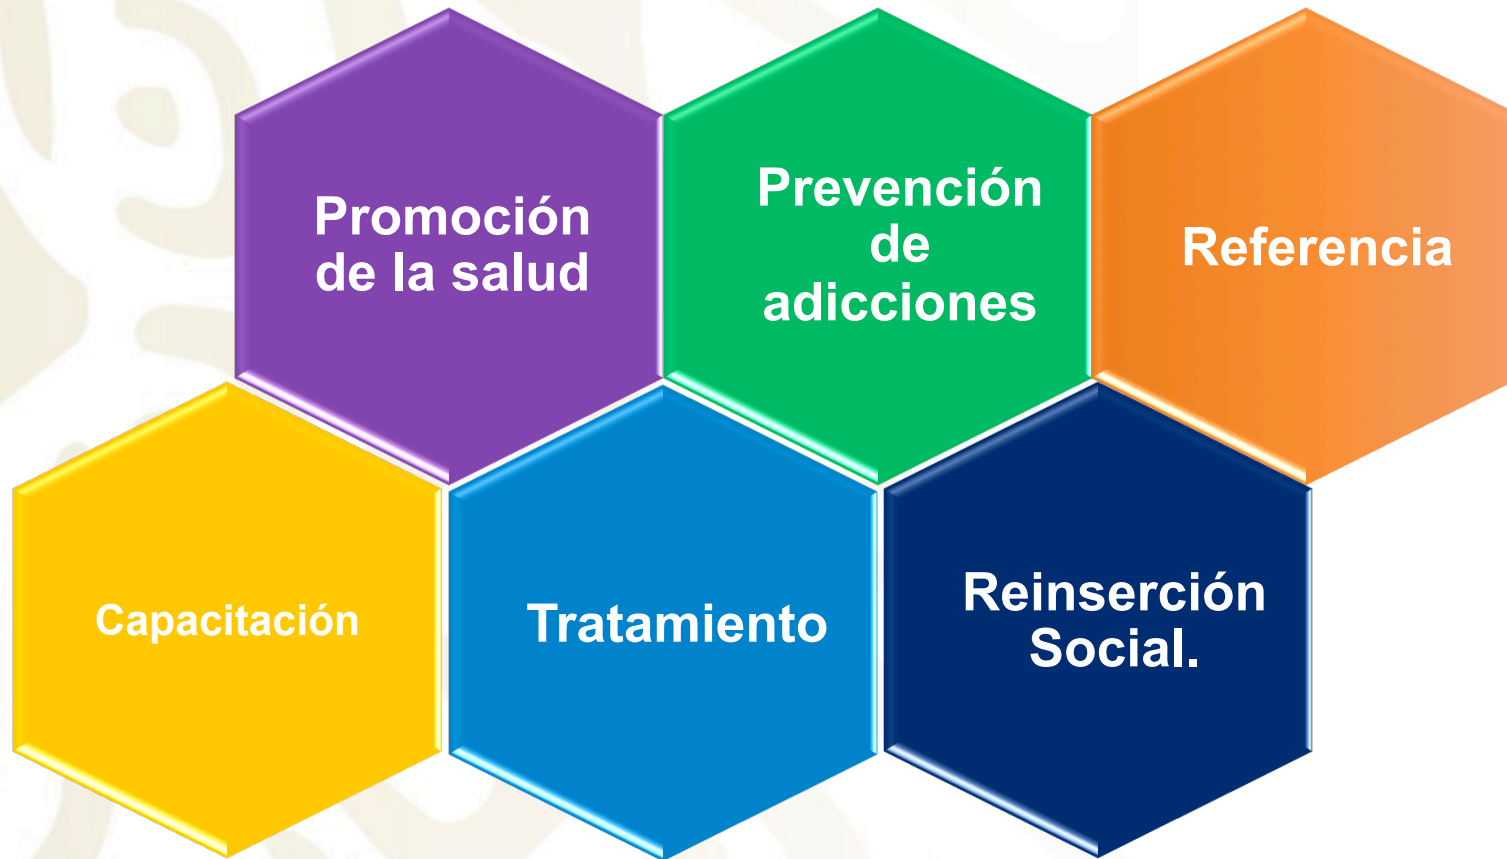 Promoción
de la salud
Prevención
de
adicciones
Referencia
Capacitación
Tratamiento
Reinserción
Social.